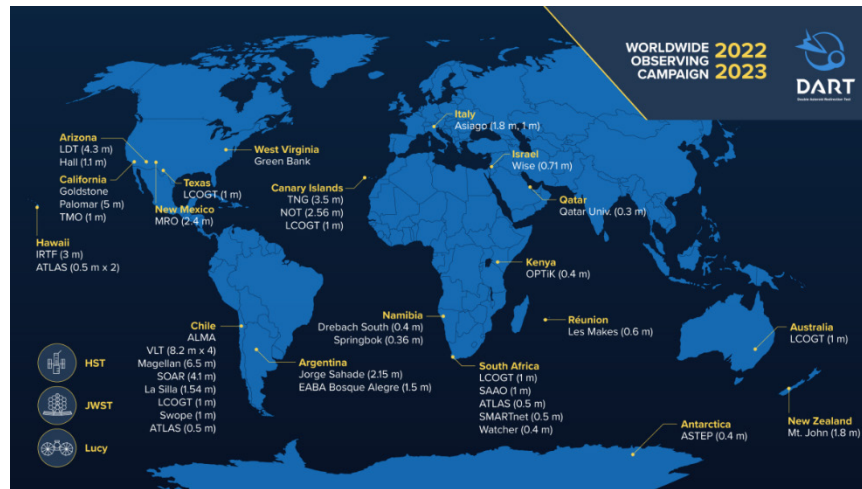 WORLDWIDE 2022
OBSERVING 2023
CAMPAIGN
DART
Double Asteroid Redirection Test
Italy
Asiago (1.8 m, 1 m)
Arizona
LDT (4.3 m)
Hall (1.1 m)
West Virginia
Green Bank
Israel
Wise (0.71 m)
California
Goldstone
Palomar (5 m)
TMO (1 m)
Texas
LCOGT (1 m)
New Mexico
MRO (2.4 m)
Canary Islands
TNG (3.5 m)
NOT (2.56 m)
LCOGT (1 m)
Qatar
Qatar Univ. (0.3 m)
Hawaii
IRTF (3 m)
ATLAS (0.5 m x 2)
Kenya
OPTiK (0.4 m)
Chile
ALMA
VLT (8.2 m x 4)
Magellan (6.5 m)
SOAR (4.1 m)
La Silla (1.54 m)
LCOGT (1 m)
Swope (1 m)
ATLAS (0.5 m)
Argentina
Jorge Sahade (2.15 m)
EABA Bosque Alegre (1.5 m)
Namibia
Drebach South (0.4 m)
Springbok (0.36 m)
Réunion
Les Makes (0.6 m)
South Africa
LCOGT (1 m)
SAAO (1 m)
ATLAS (0.5 m)
SMARTnet (0.5 m)
Watcher (0.4 m)
Australia
LCOGT (1 m)
New Zealand
Mt. John (1.8 m)
Antarctica
ASTEP (0.4 m)
HST
JWST
Lucy